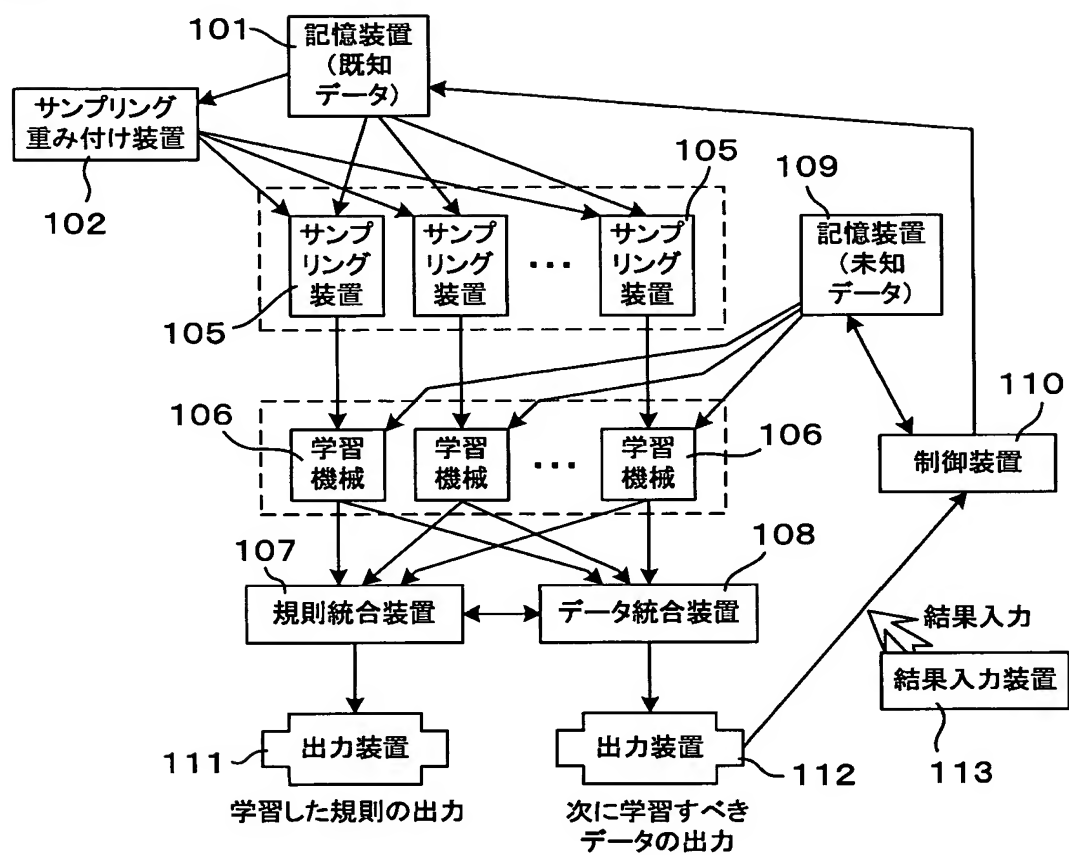 101
記憶装置
(既知
データ)
サンプリング
重み付け装置
102
105
109
記憶装置
(未知
データ)
サンプ
リング
装置
サンプ
リング
装置
...
サンプ
リング
装置
105
106
学習
機械
学習
機械
...
学習
機械
106
110
制御装置
107
規則統合装置
108
データ統合装置
結果入力
結果入力装置
113
111
出力装置
学習した規則の出力
出力装置
112
次に学習すべき
データの出力